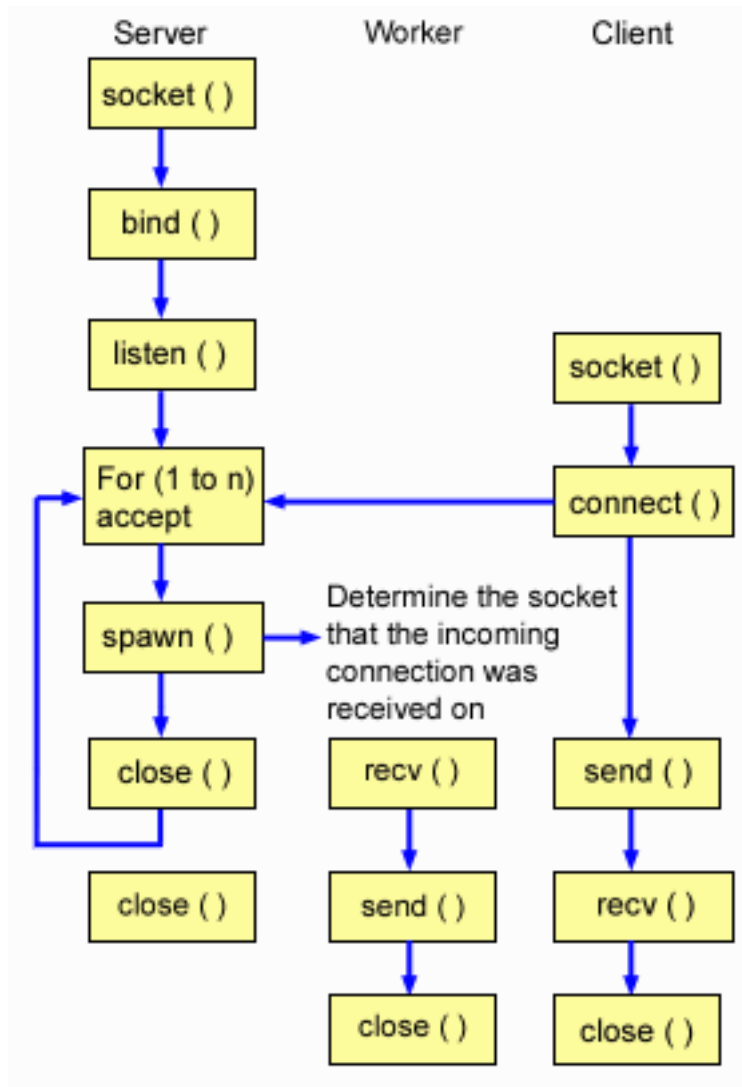 Server
Worker
Client
socket ( )
bind ( )
listen ( )
socket ( )
For (1 to n)
accept
connect ( )
spawn ( )
Determine the socket
that the incoming
connection was
received on
close ( )
recv ( )
send ( )
close ( )
send ( )
recv ( )
close ( )
close ( )